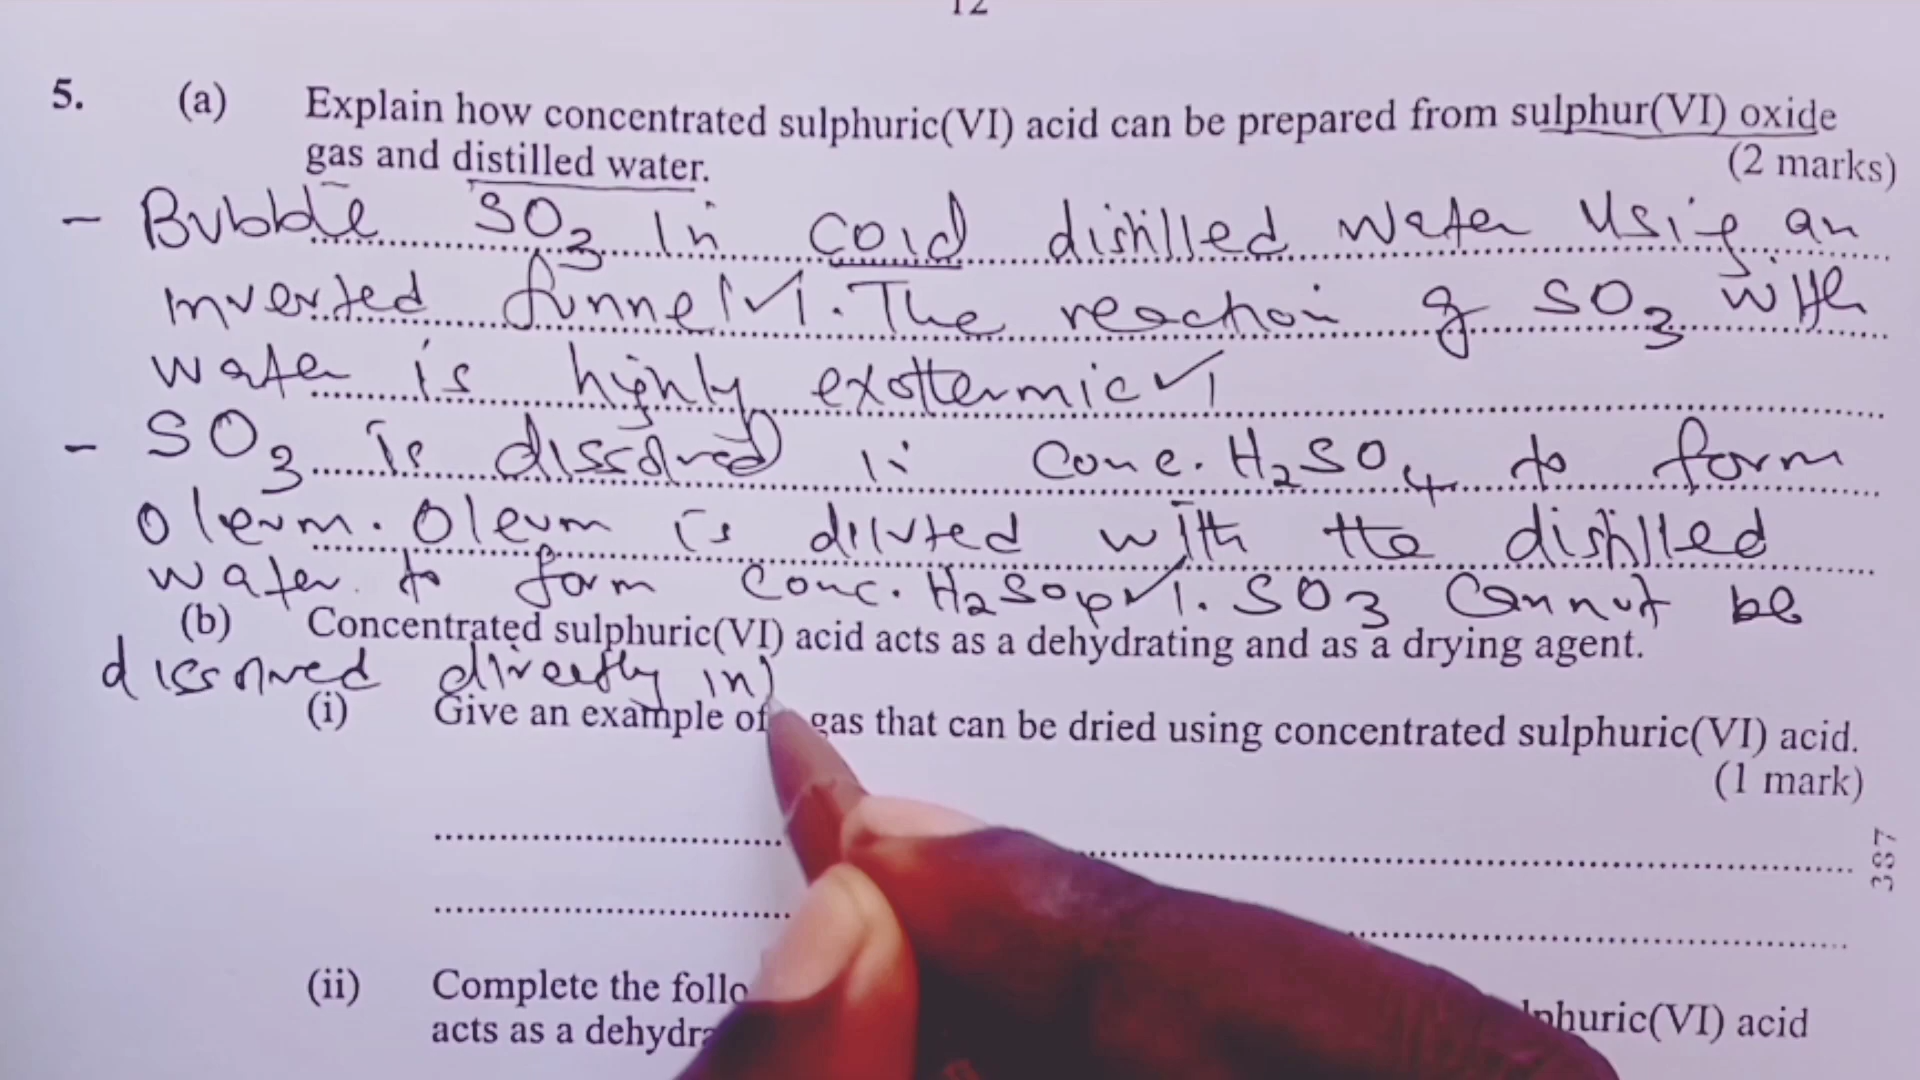 12
5. (a) Explain how concentrated sulphuric(VI) acid can be prepared from sulphur(VI) oxide
gas and distilled water.
(2 marks)
- Bubble SO3 in cold distilled water using an
inverted funnel ✓1. The reaction of SO3 with
water is highly exothermic ✓1
- SO3 is dissolved in conc. H2SO4 to form
Oleum. Oleum is diluted with the distilled
water to form conc. H2SO4 ✓1. SO3 cannot be
(b) Concentrated sulphuric(VI) acid acts as a dehydrating and as a drying agent.
dissolved directly in
(i) Give an example of gas that can be dried using concentrated sulphuric(VI) acid.
(1 mark)
387
(ii) Complete the follo lphuric(VI) acid
acts as a dehydra